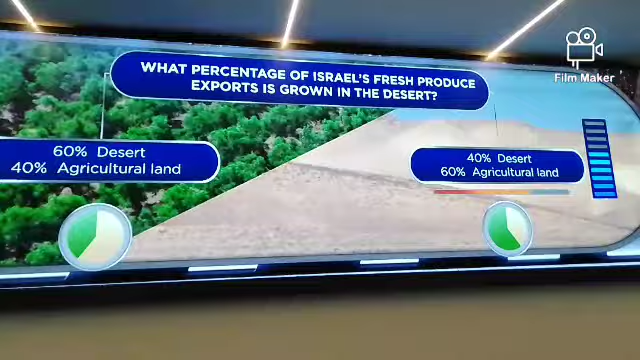 WHAT PERCENTAGE OF ISRAEL'S FRESH PRODUCE
EXPORTS IS GROWN IN THE DESERT?
60% Desert
40% Agricultural land
40% Desert
60% Agricultural land
Film Maker